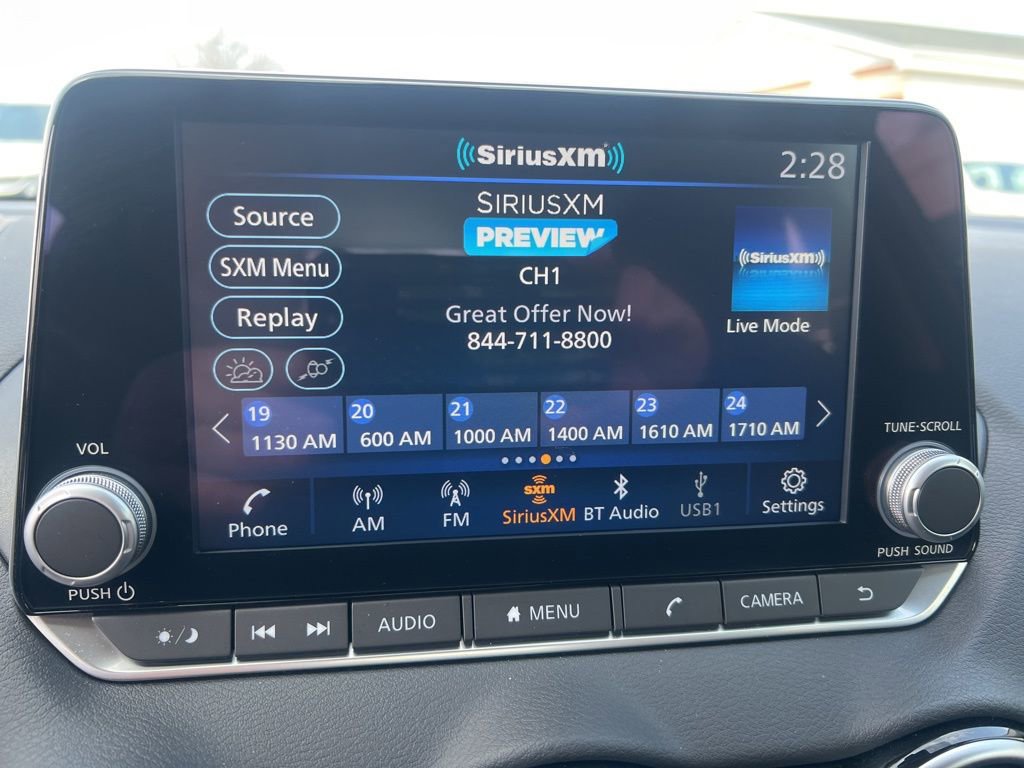 SiriusXM
2:28
Source
SIRIUSXM
PREVIEW
SXM Menu
CH1
SiriusXM
Replay
Great Offer Now!
844-711-8800
Live Mode
19
1130 AM
20
600 AM
21
1000 AM
22
1400 AM
23
1610 AM
24
1710 AM
VOL
TUNE·SCROLL
Phone
AM
FM
sxm
SiriusXM
BT Audio
USB1
Settings
PUSH
PUSH SOUND
AUDIO
MENU
CAMERA